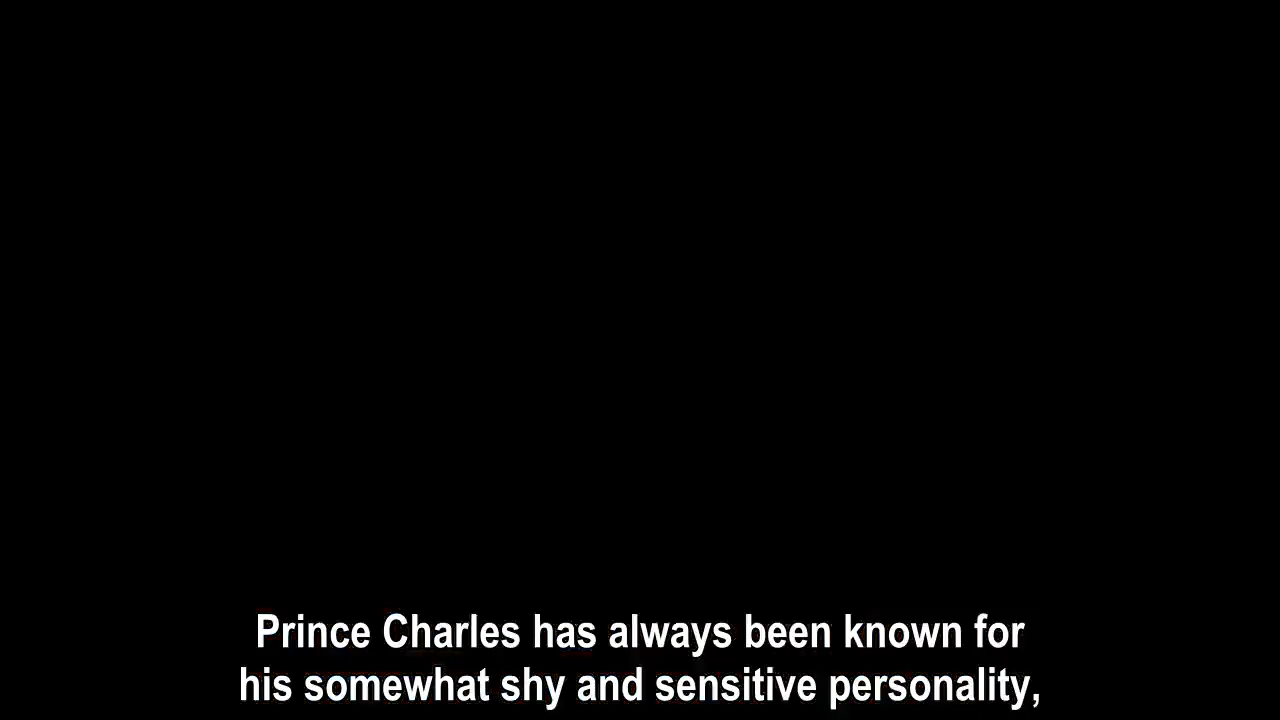 Prince Charles has always been known for
his somewhat shy and sensitive personality,